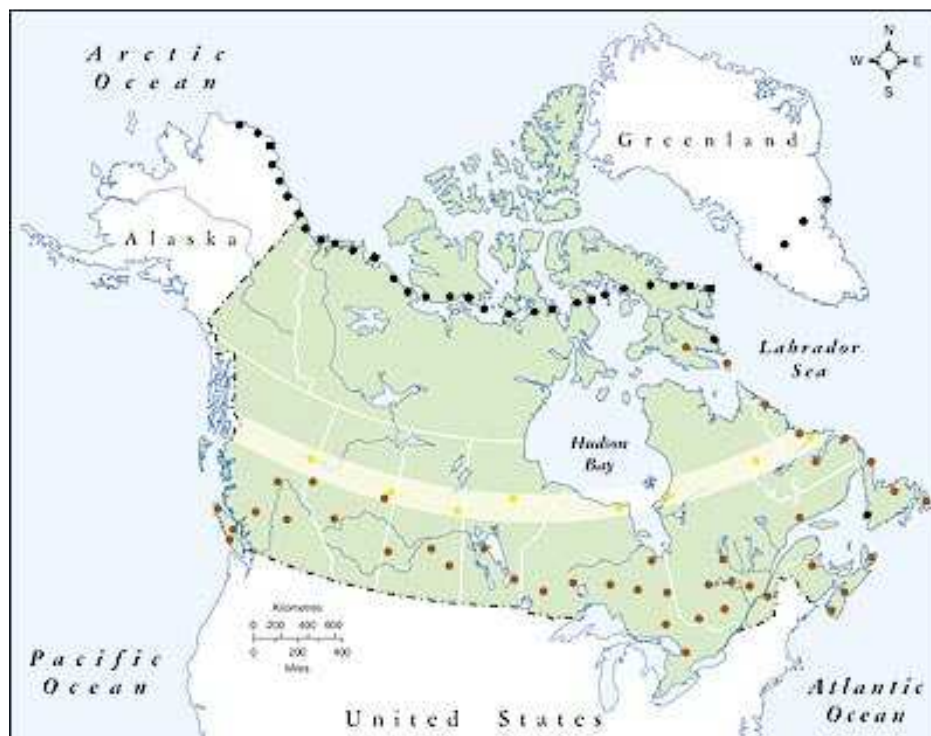 Arctic
Ocean
N
W E
S
Greenland
Alaska
Labrador
Sea
Hudson
Bay
Kilometres
0 200 400 600
0 200 400
Miles
Pacific
Ocean
Atlantic
Ocean
United States